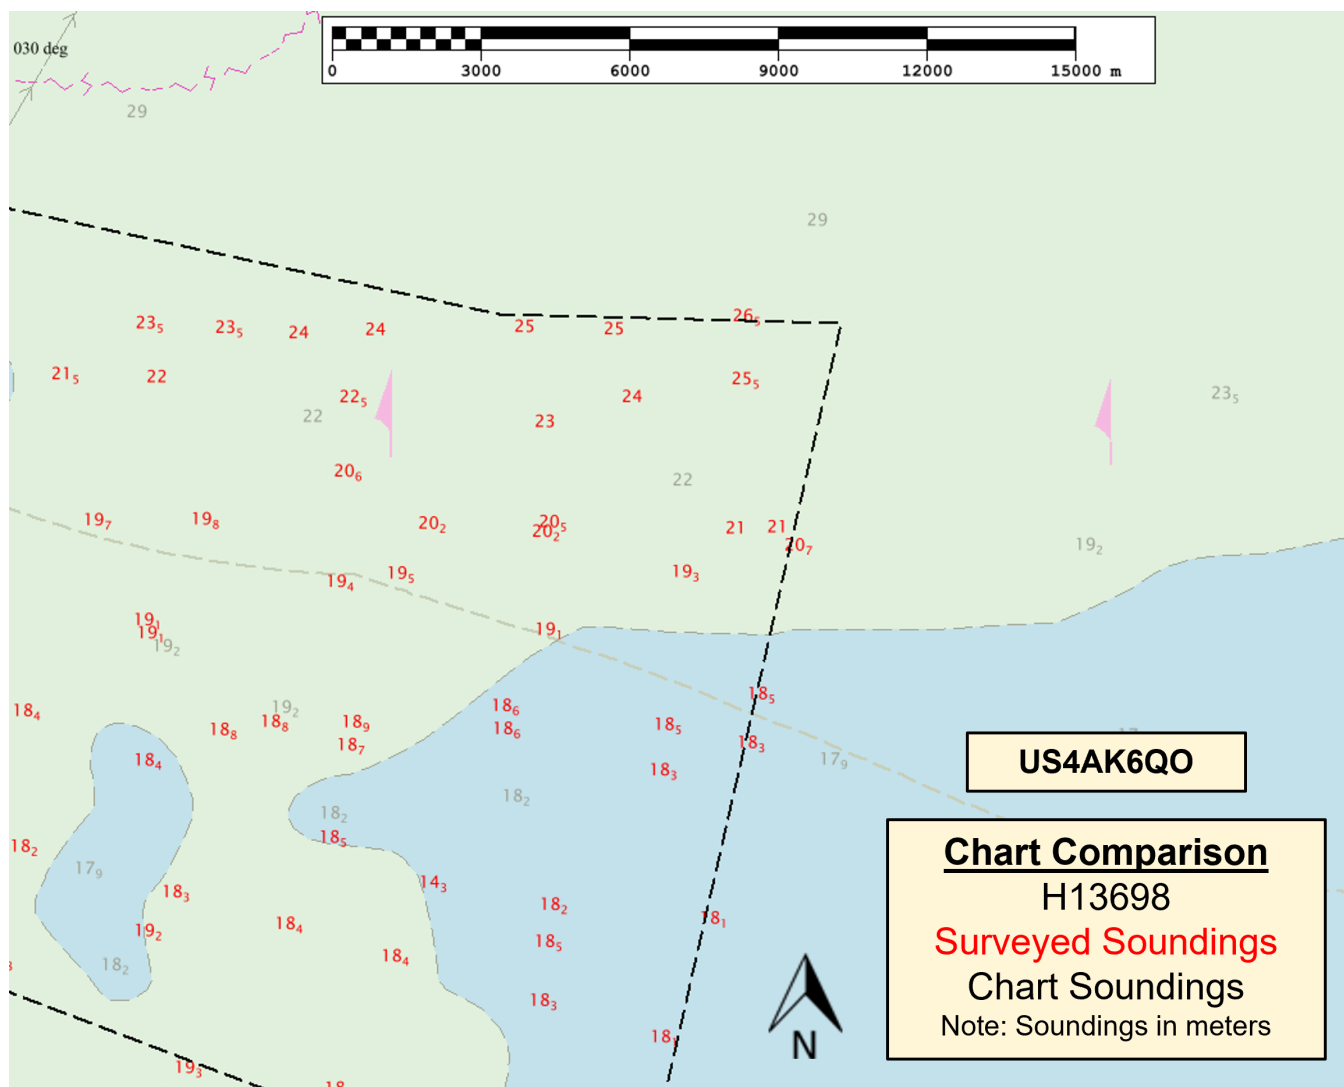 030 deg
0 3000 6000 9000 12000 15000 m
29
29
26₅
23₅ 23₅ 24 24 25 25
21₅ 22 25₅
22₅ 24 23₅
22 23
20₆ 22
19₇ 19₈ 20₂ 20₅ 21 21
20₂
20₇ 19₂
19₄ 19₅ 19₃
19₁
19₁ 19₁
19₂
18₅
18₄ 19₂ 18₆
18₈ 18₈ 18₉ 18₆ 18₅
18₇ 18₃
18₄ 18₃ 17₉
US4AK6QO
18₂
18₂
18₂ 18₅
17₉ 14₃
18₃ 18₂
19₂ 18₄ 18₁
18₅
18₂ 18₄
18₃
18₁
19₃
18
Chart Comparison
H13698
Surveyed Soundings
Chart Soundings
Note: Soundings in meters
N